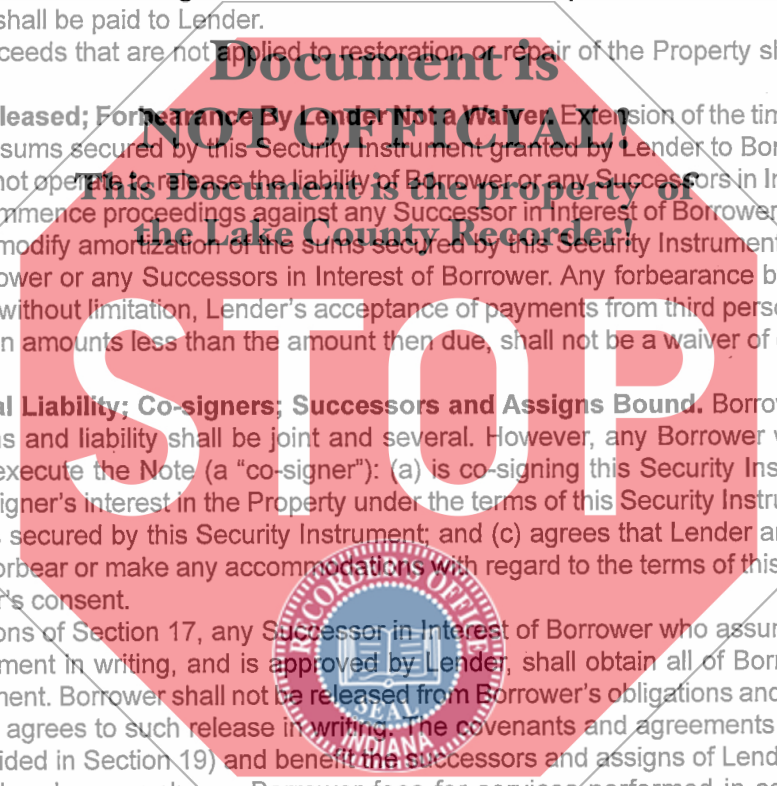 shall be paid to Lender.
ceeds that are not applied to restoration or repair of the Property sh
Document is
leased; Forbearance By Lender Not a Waiver. Extension of the tim
NOT OFFICIAL!
sums secured by this Security Instrument granted by Lender to Bor
not operate to release the liability of Borrower or any Successors in In
This Document is the property of
mmence proceedings against any Successor in Interest of Borrower
the Lake County Recorder!
modify amortization of the sums secured by this Security Instrument
ower or any Successors in Interest of Borrower. Any forbearance b
without limitation, Lender's acceptance of payments from third perso
n amounts less than the amount then due, shall not be a waiver of
STOP
al Liability; Co-signers; Successors and Assigns Bound. Borrow
ns and liability shall be joint and several. However, any Borrower
execute the Note (a "co-signer"): (a) is co-signing this Security Ins
igner's interest in the Property under the terms of this Security Instru
s secured by this Security Instrument; and (c) agrees that Lender a
orbear or make any accommodations with regard to the terms of this
r's consent.
RECORDER'S OFFICE
ons of Section 17, any Successor in Interest of Borrower who assum
ment in writing, and is approved by Lender, shall obtain all of Borr
ment. Borrower shall not be released from Borrower's obligations and
SEAL
agrees to such release in writing. The covenants and agreements
INDIANA
ided in Section 19) and benefit the successors and assigns of Lend
Borrower fees for services performed in